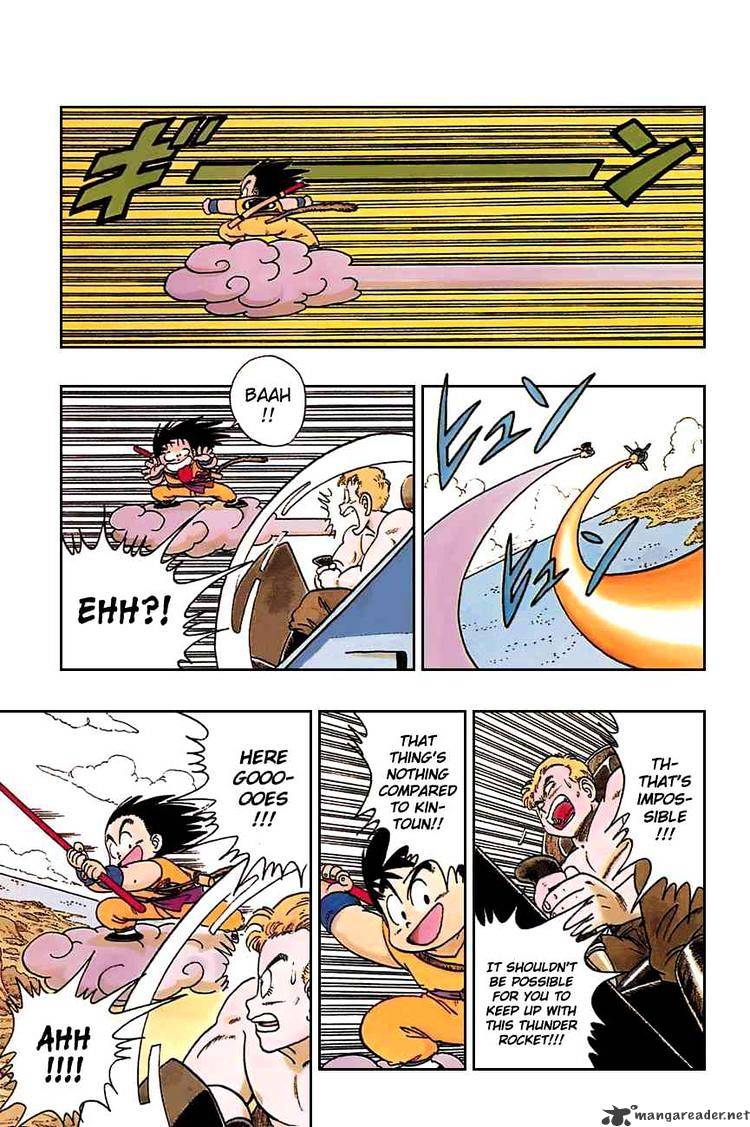 ギーン
ヒュン
ヒュン
BAAH
!!
EHH?!
TH-
THAT'S
IMPOS-
SIBLE
!!!
IT SHOULDN'T
BE POSSIBLE
FOR YOU TO
KEEP UP WITH
THIS THUNDER
ROCKET!!!
THAT
THING'S
NOTHING
COMPARED
TO KIN-
TOUN!!
HERE
GOOO-
OOES
!!!
AHH
!!!!
mangareader.net